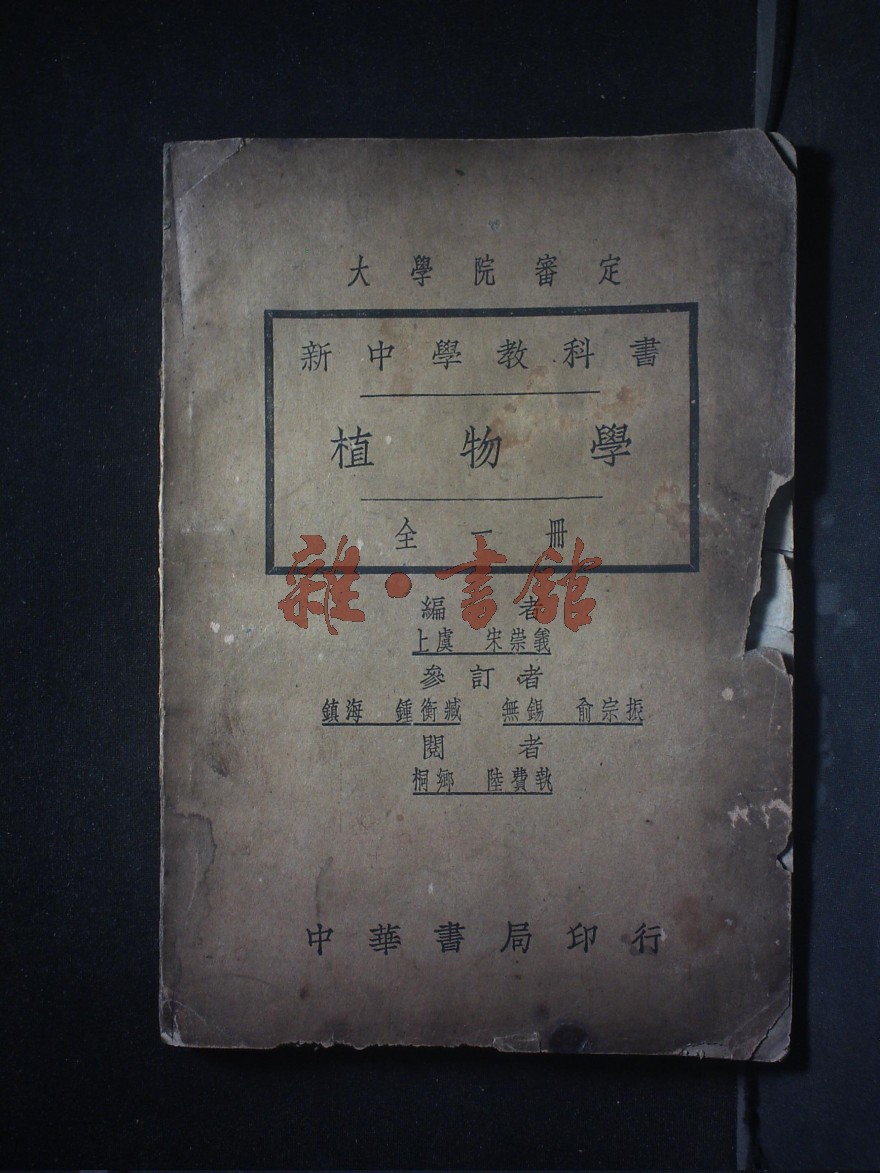 大學院審定
新中學教科書
植物學
全一冊
雜·書館
編者
上虞 宋崇義
參訂者
鎮海 鍾衡臧 無錫 俞宗振
閱者
桐鄉 陸費執
中華書局印行